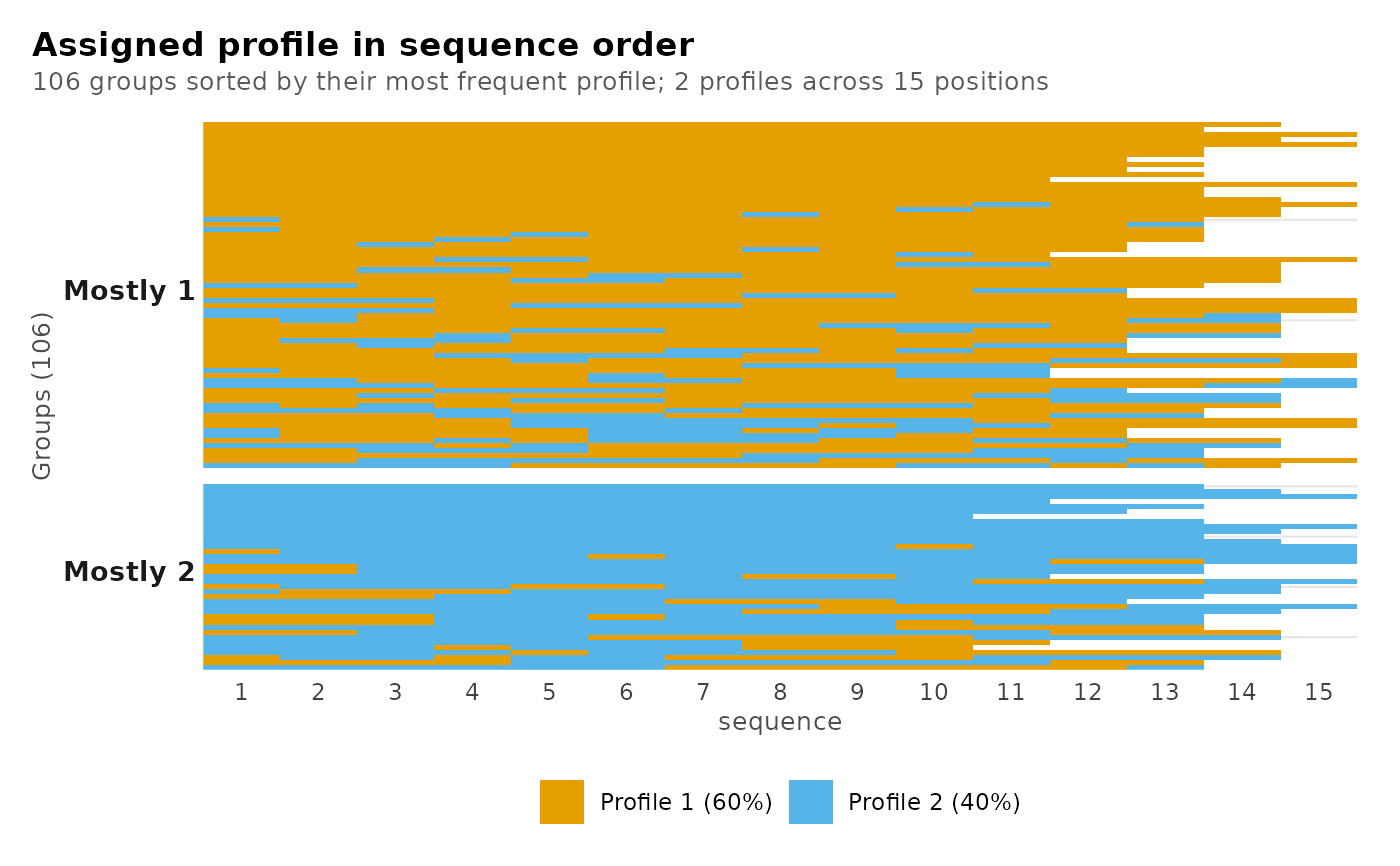 Assigned profile in sequence order
106 groups sorted by their most frequent profile; 2 profiles across 15 positions
Groups (106)
Mostly 1
Mostly 2
1 2 3 4 5 6 7 8 9 10 11 12 13 14 15
sequence
Profile 1 (60%) Profile 2 (40%)